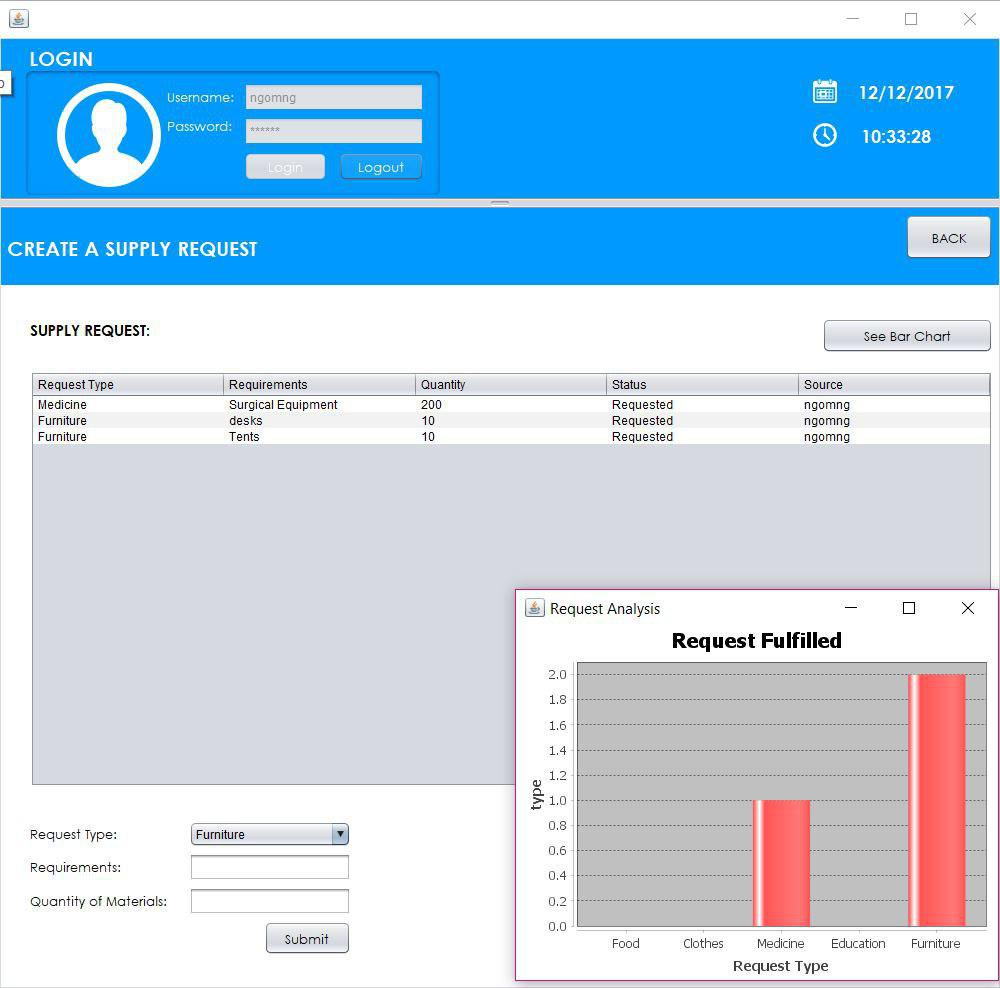 LOGIN
Username: ngomng
Password: ******
Login Logout
12/12/2017
10:33:28
CREATE A SUPPLY REQUEST
BACK
SUPPLY REQUEST:
See Bar Chart
Request Type Requirements Quantity Status Source
Medicine Surgical Equipment 200 Requested ngomng
Furniture desks 10 Requested ngomng
Furniture Tents 10 Requested ngomng
Request Type: Furniture
Requirements:
Quantity of Materials:
Submit
Request Analysis
Request Fulfilled
2.0
1.8
1.6
1.4
1.2
1.0
0.8
0.6
0.4
0.2
0.0
type
Food Clothes Medicine Education Furniture
Request Type